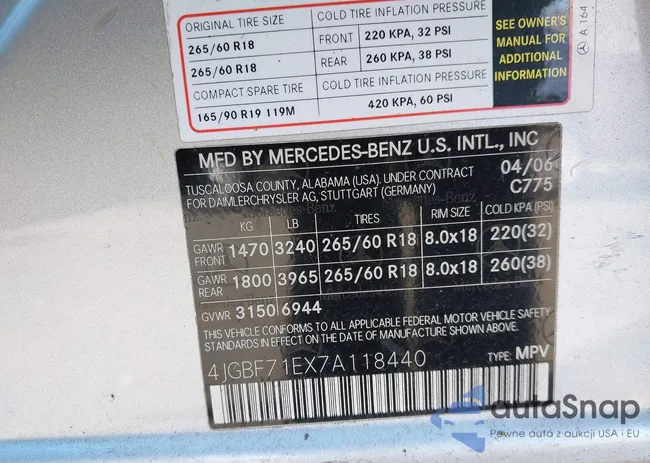 ORIGINAL TIRE SIZE COLD TIRE INFLATION PRESSURE
265/60 R18 FRONT 220 KPA, 32 PSI
265/60 R18 REAR 260 KPA, 38 PSI
COMPACT SPARE TIRE COLD TIRE INFLATION PRESSURE
165/90 R19 119M 420 KPA, 60 PSI
SEE OWNER'S
MANUAL FOR
ADDITIONAL
INFORMATION
A 164
MFD BY MERCEDES-BENZ U.S. INTL., INC
TUSCALOOSA COUNTY, ALABAMA (USA). UNDER CONTRACT 04/06
FOR DAIMLERCHRYSLER AG, STUTTGART (GERMANY) C775
KG LB TIRES RIM SIZE COLD KPA (PSI)
GAWR FRONT 1470 3240 265/60 R18 8.0x18 220(32)
GAWR REAR 1800 3965 265/60 R18 8.0x18 260(38)
GVWR 3150 6944
THIS VEHICLE CONFORMS TO ALL APPLICABLE FEDERAL MOTOR VEHICLE SAFETY
STANDARDS IN EFFECT ON THE DATE OF MANUFACTURE SHOWN ABOVE.
4JGBF71EX7A118440 TYPE: MPV
autaSnap
Pewne auta z aukcji USA i EU